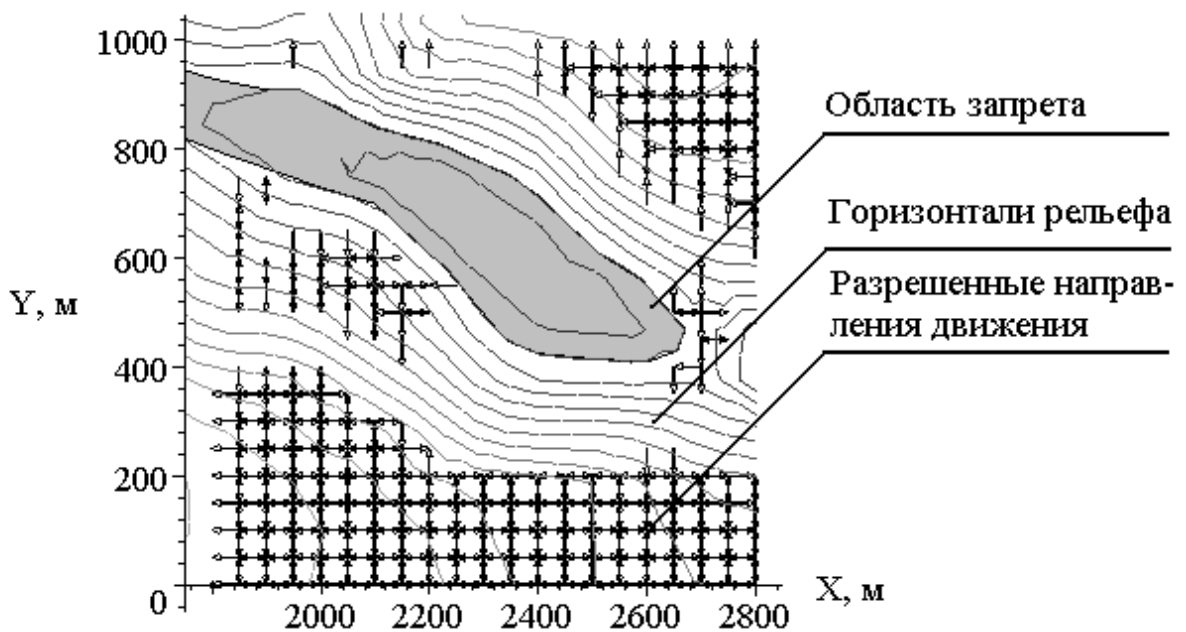 1000
800
600
400
200
0
Y, м
2000
2200
2400
2600
2800
X, м
Область запрета
Горизонтали рельефа
Разрешенные направ-
ления движения